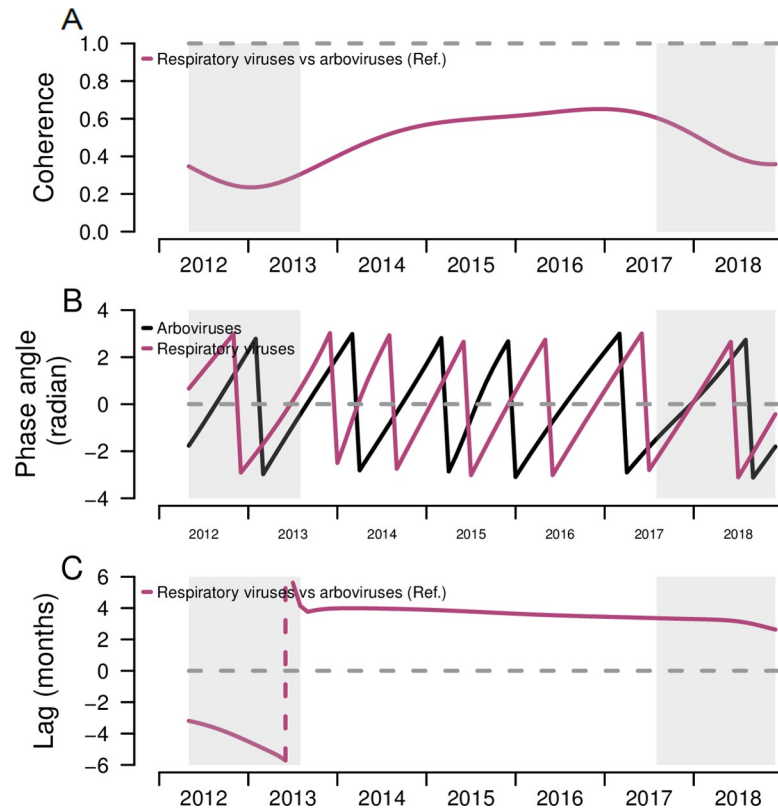 A
Coherence
1.0
0.8
0.6
0.4
0.2
0.0
Respiratory viruses vs arboviruses (Ref.)
2012 2013 2014 2015 2016 2017 2018
B
Phase angle
(radian)
4
2
0
−2
−4
Arboviruses
Respiratory viruses
2012 2013 2014 2015 2016 2017 2018
C
Lag (months)
6
4
2
0
−2
−4
−6
Respiratory viruses vs arboviruses (Ref.)
2012 2013 2014 2015 2016 2017 2018